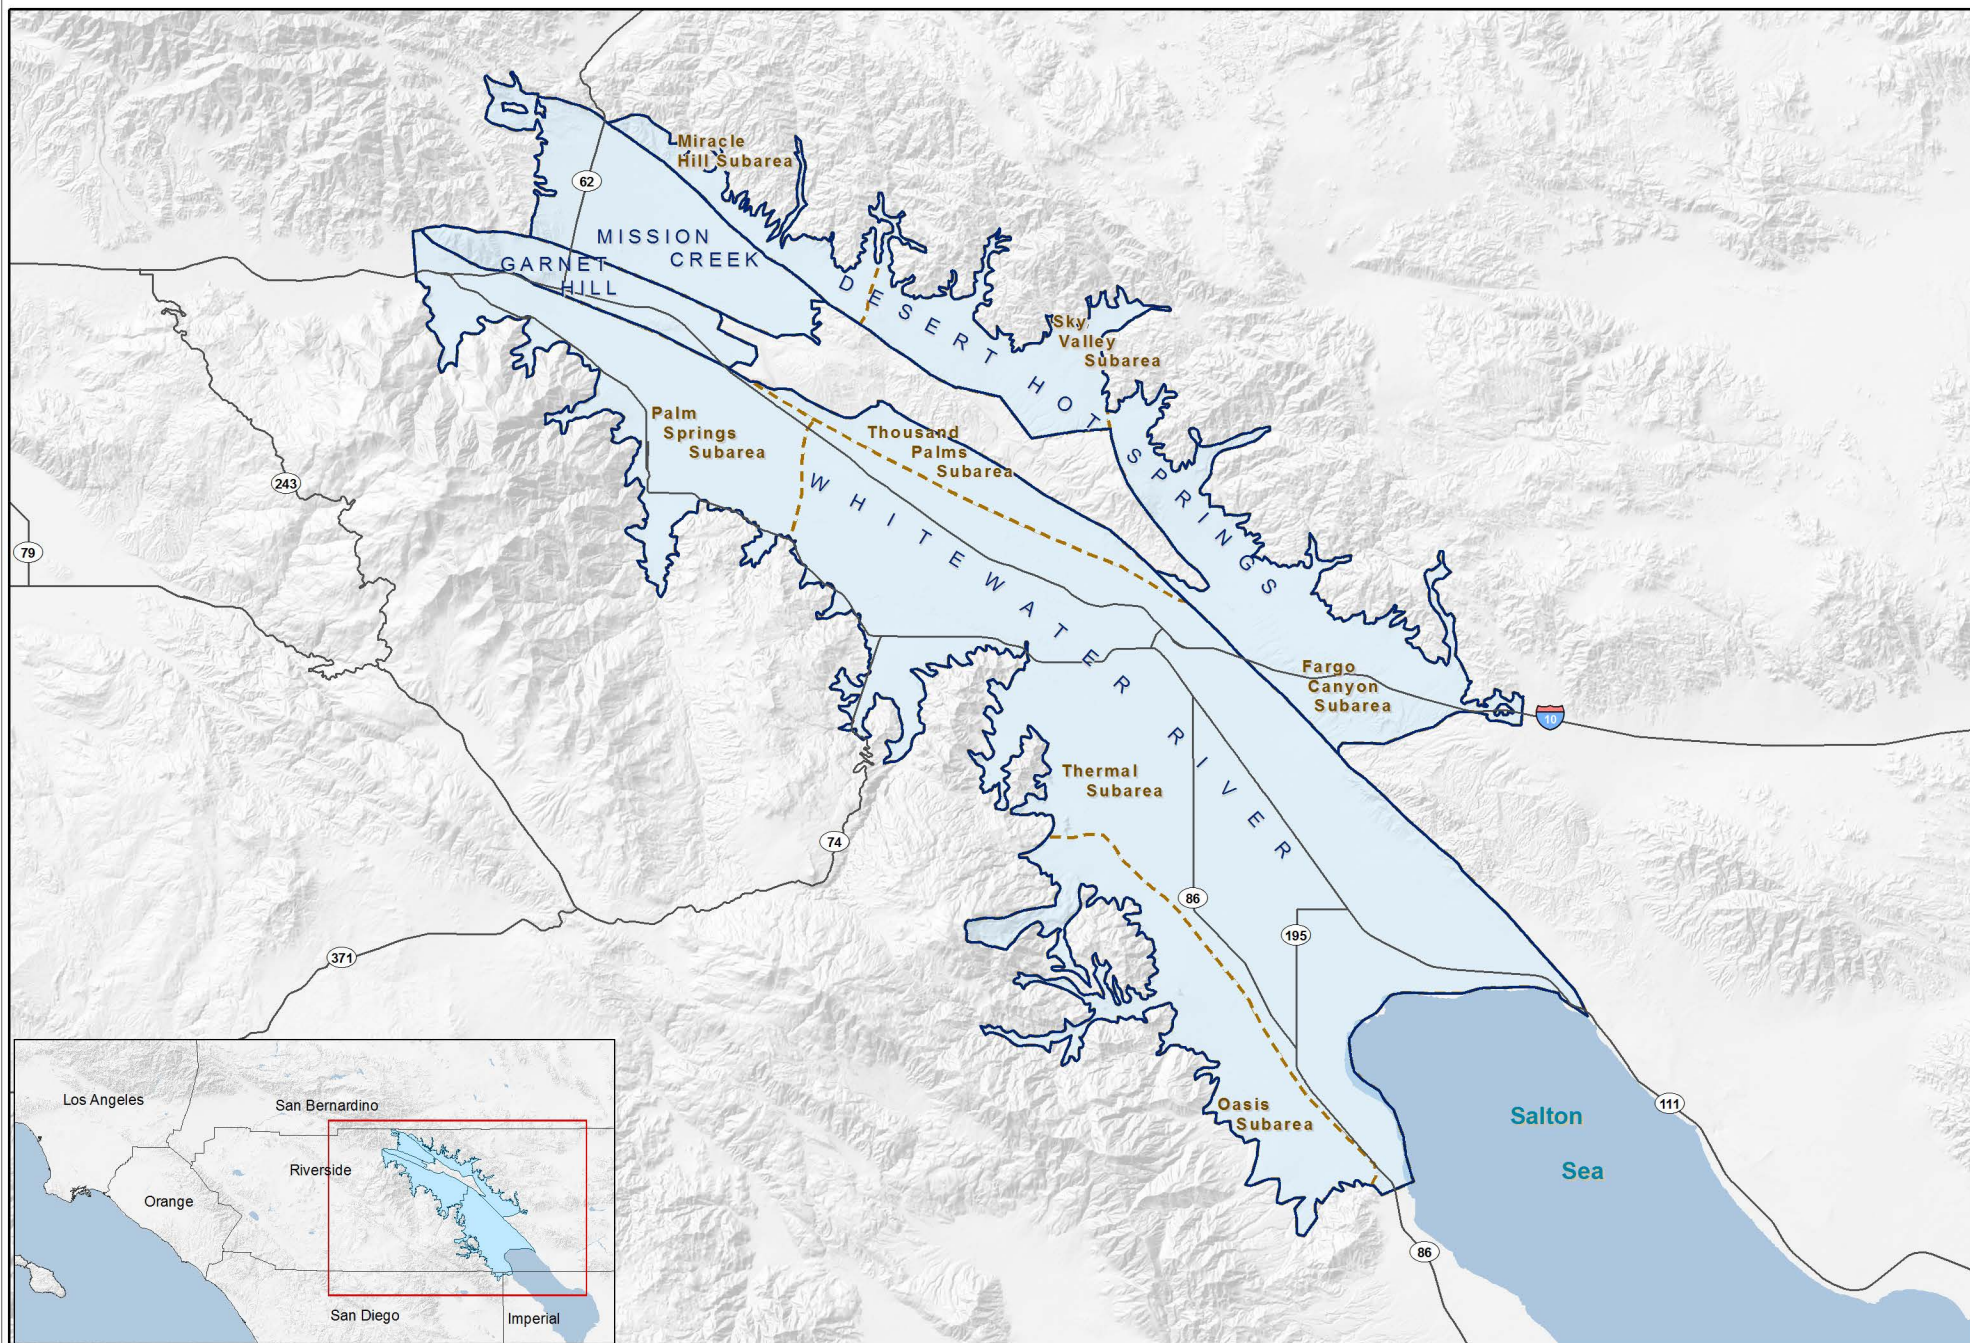 Miracle
Hill Subarea
62
MISSION
CREEK
GARNET
HILL
DESERT HOT SPRINGS
Sky
Valley
Subarea
Palm
Springs
Subarea
Thousand
Palms
Subarea
WHITEWATER RIVER
243
79
Fargo
Canyon
Subarea
10
Thermal
Subarea
74
86
195
371
Oasis
Subarea
Salton
Sea
111
86
Los Angeles
San Bernardino
Riverside
Orange
San Diego
Imperial